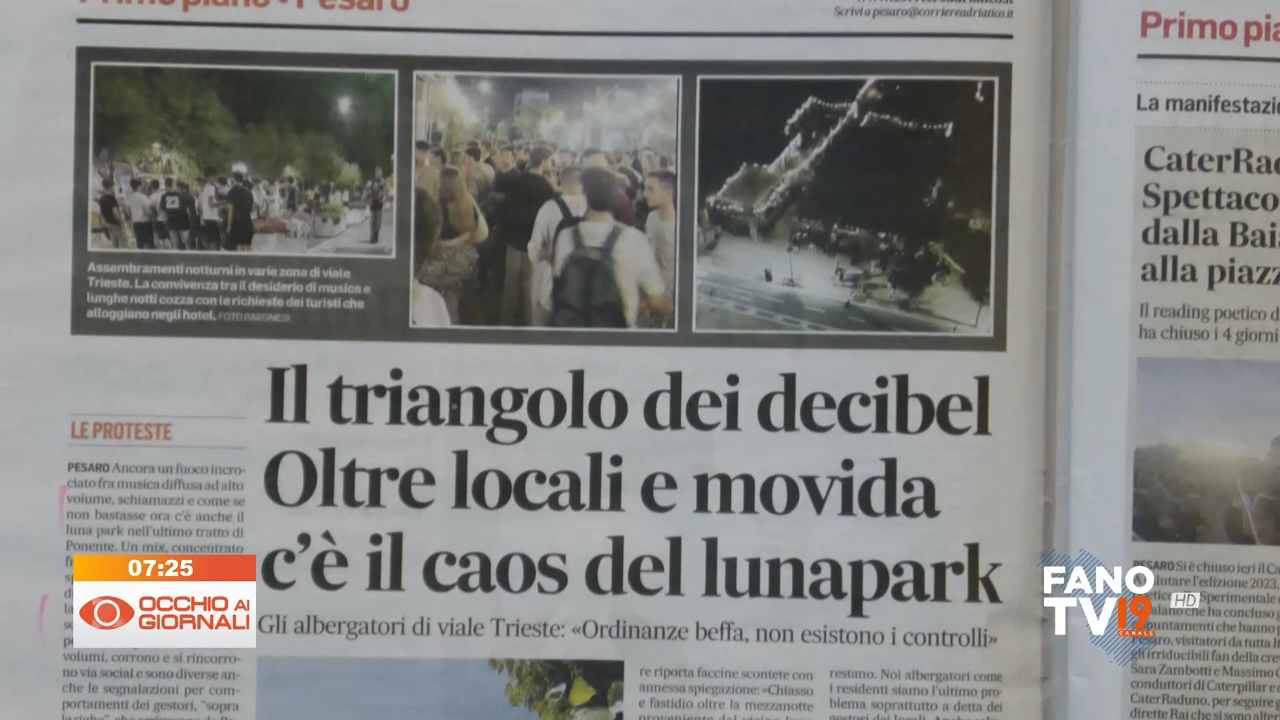 Primo piano • Pesaro
Scrivi a pesaro@corriereadriatico.it
Assembramenti notturni in varie zona di viale
Trieste. La convivenza tra il desiderio di musica e
lunghe notti cozza con le richieste dei turisti che
alloggiano negli hotel. FOTO BARONESI
Il triangolo dei decibel
Oltre locali e movida
c'è il caos del lunapark
Gli albergatori di viale Trieste: «Ordinanze beffa, non esistono i controlli»
LE PROTESTE
PESARO Ancora un fuoco incro-
ciato fra musica diffusa ad alto
volume, schiamazzi e come se
non bastasse ora c'è anche il
luna park nell'ultimo tratto di
Ponente. Un mix, concentrato
volumi, corrono e si rincorro-
no via social e sono diverse an-
che le segnalazioni per com-
portamenti dei gestori, "sopra
re riporta faccine scontente con
annessa spiegazione: «Chiasso
e fastidio oltre la mezzanotte
restano. Noi albergatori come
i residenti siamo l'ultimo pro-
blema soprattutto a detta dei
Primo pia
La manifestazi
CaterRad
Spettaco
dalla Bai
alla piazz
Il reading poetico d
ha chiuso i 4 giorni
PESARO Si è chiuso ieri il Ca
lutare l'edizione 2023
Sperimentale
che ha concluso
puntamenti che hanno
visitatori da tutta
gli irriducibili fan della
Sara Zambotti e Massimo
conduttori di Caterpillar e
CaterRaduno, per seguire
dirette Rai che si sono
07:25
OCCHIO AI
GIORNALI
FANO
TV 19
CANALE
HD